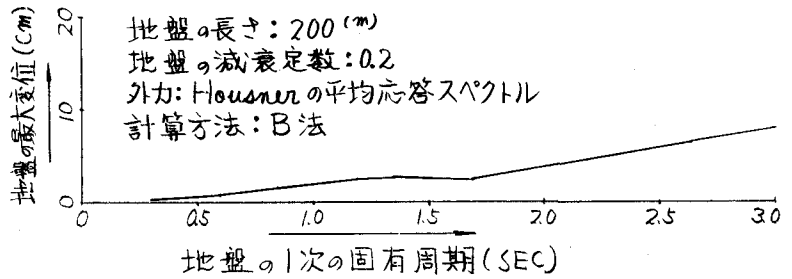 地盤の長さ：200(m)
地盤の減衰定数：0.2
外力：Housnerの平均応答スペクトル
計算方法：B法
地盤の最大変位(Cm)
20
10
0
0 0.5 1.0 1.5 2.0 2.5 3.0
地盤の1次の固有周期(SEC)